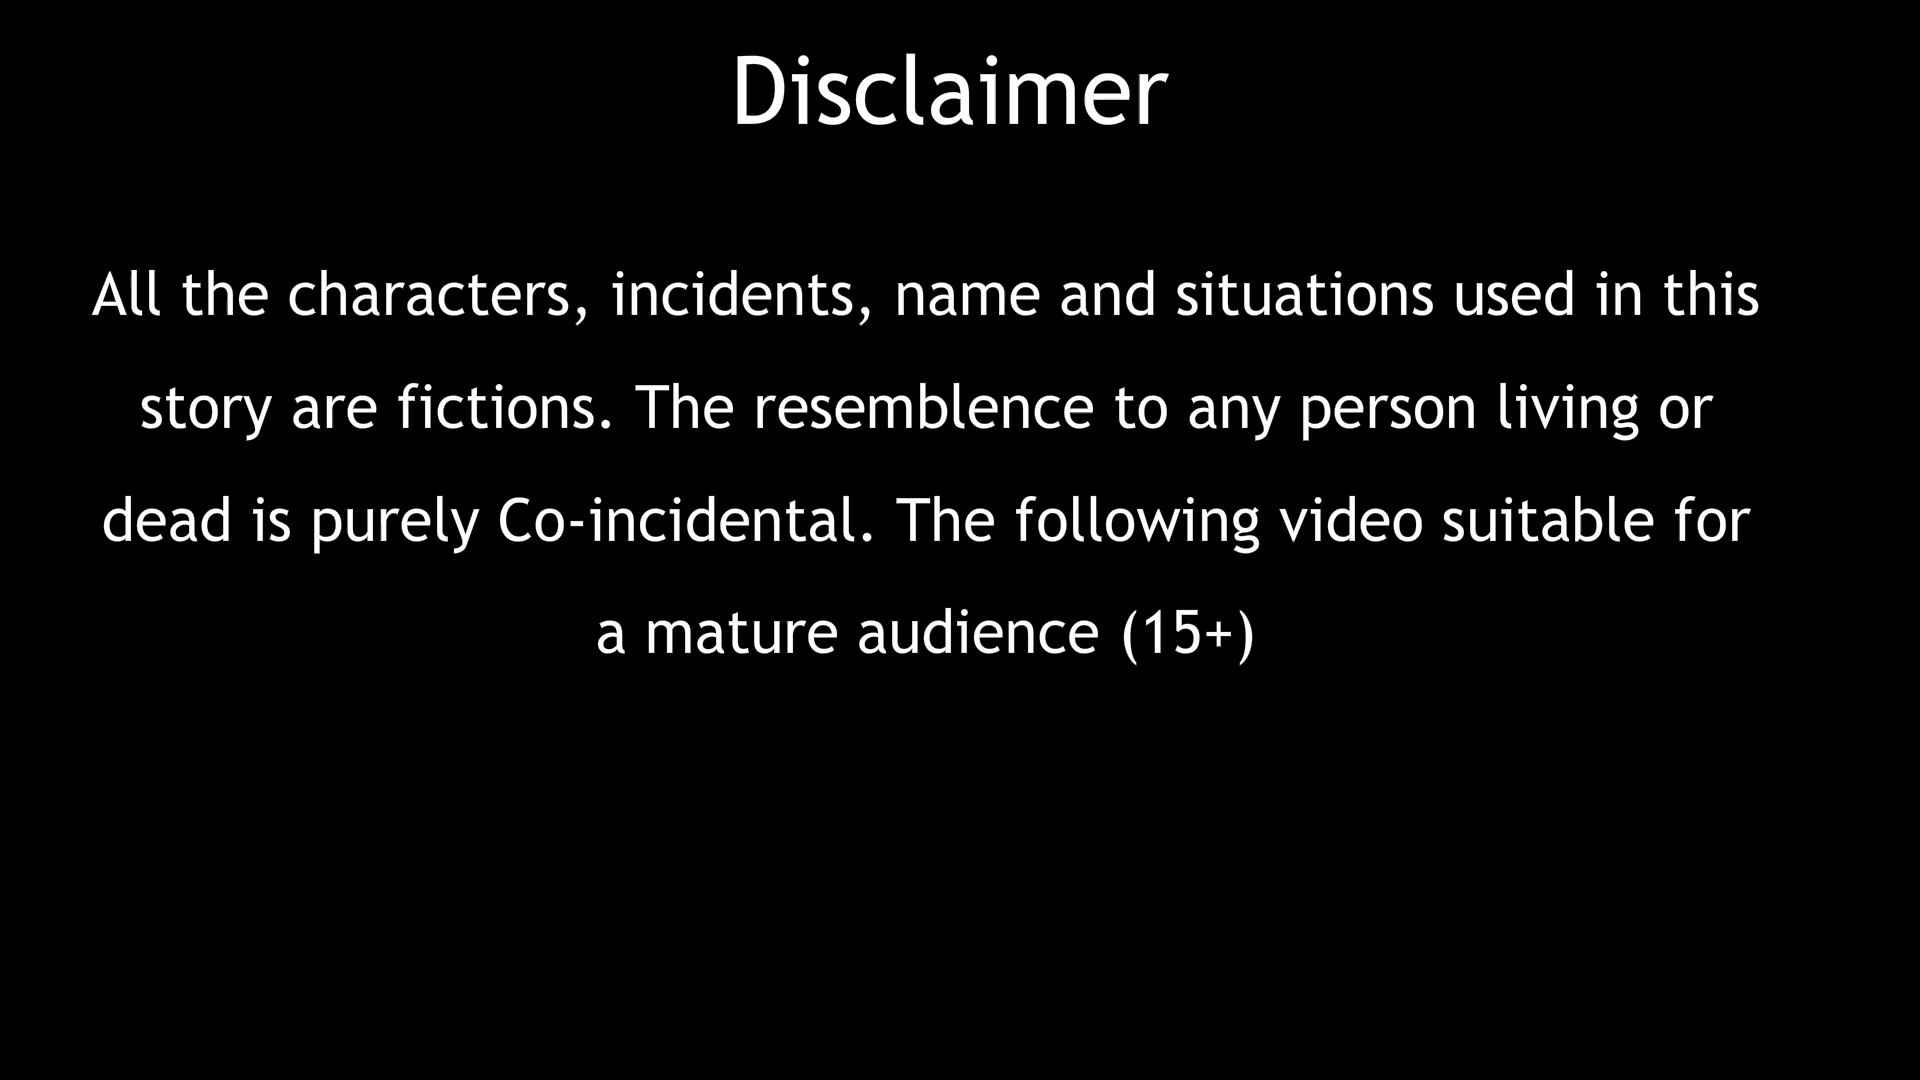 Disclaimer
All the characters, incidents, name and situations used in this
story are fictions. The resemblence to any person living or
dead is purely Co-incidental. The following video suitable for
a mature audience (15+)